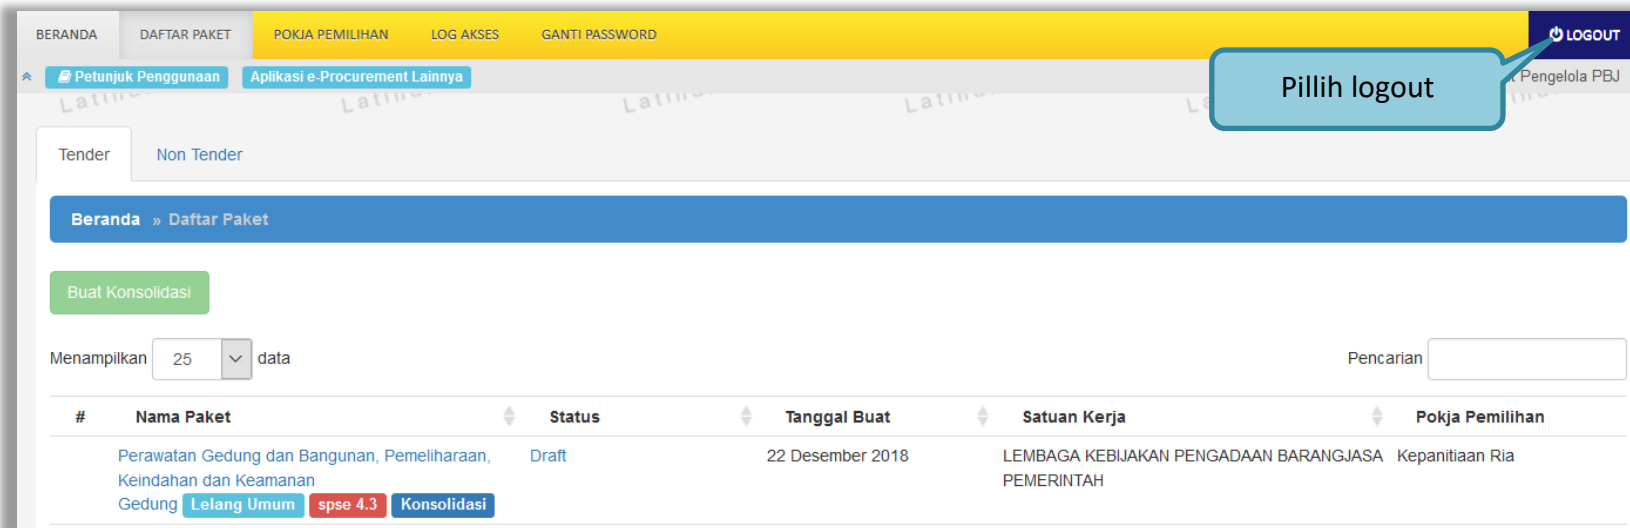 BERANDA DAFTAR PAKET POKJA PEMILIHAN LOG AKSES GANTI PASSWORD LOGOUT
Petunjuk Penggunaan Aplikasi e-Procurement Lainnya Pengelola PBJ
Pillih logout
Tender Non Tender
Beranda » Daftar Paket
Buat Konsolidasi
Menampilkan 25 data Pencarian
# Nama Paket Status Tanggal Buat Satuan Kerja Pokja Pemilihan
Perawatan Gedung dan Bangunan, Pemeliharaan, Draft 22 Desember 2018 LEMBAGA KEBIJAKAN PENGADAAN BARANGJASA Kepanitiaan Ria
Keindahan dan Keamanan PEMERINTAH
Gedung Lelang Umum spse 4.3 Konsolidasi